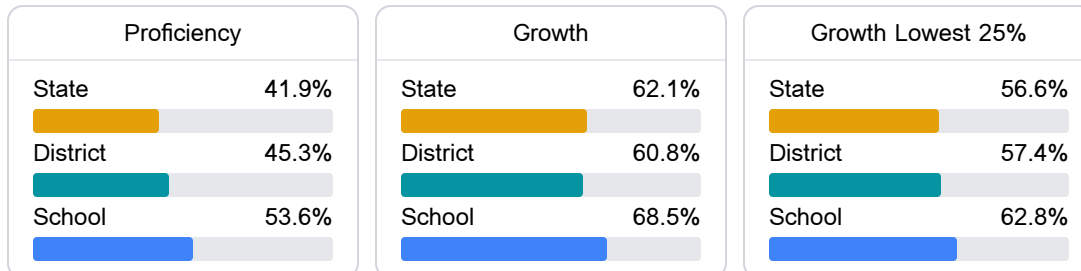 Proficiency
State 41.9%
District 45.3%
School 53.6%
Growth
State 62.1%
District 60.8%
School 68.5%
Growth Lowest 25%
State 56.6%
District 57.4%
School 62.8%